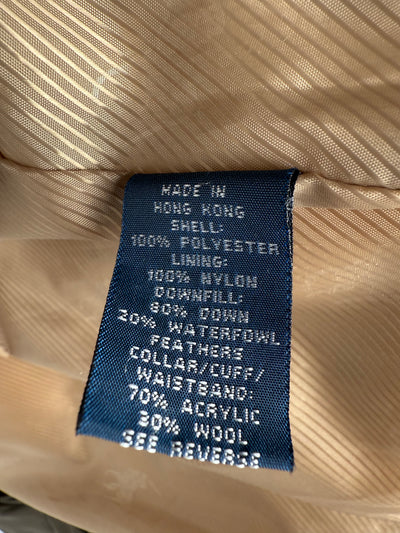 MADE IN
HONG KONG
SHELL:
100% POLYESTER
LINING:
100% NYLON
DOWNFILL:
80% DOWN
20% WATERFOWL
FEATHERS
COLLAR/CUFF/
WAISTBAND:
70% ACRYLIC
30% WOOL
SEE REVERSE